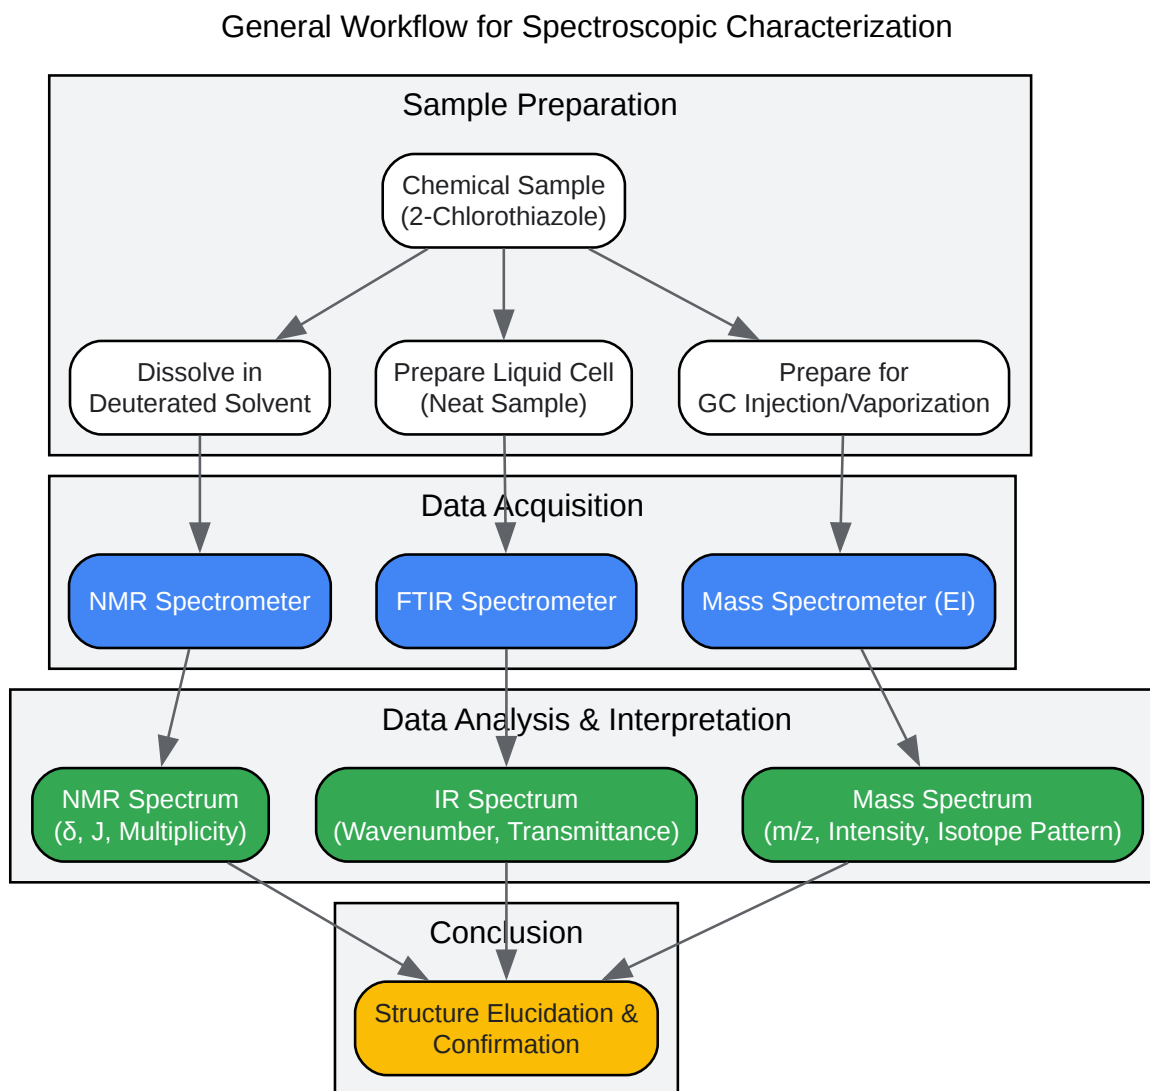 General Workflow for Spectroscopic Characterization
Sample Preparation
Chemical Sample
(2-Chlorothiazole)
Dissolve in
Deuterated Solvent
Prepare Liquid Cell
(Neat Sample)
Prepare for
GC Injection/Vaporization
Data Acquisition
NMR Spectrometer
FTIR Spectrometer
Mass Spectrometer (EI)
Data Analysis & Interpretation
NMR Spectrum
(δ, J, Multiplicity)
IR Spectrum
(Wavenumber, Transmittance)
Mass Spectrum
(m/z, Intensity, Isotope Pattern)
Conclusion
Structure Elucidation &
Confirmation